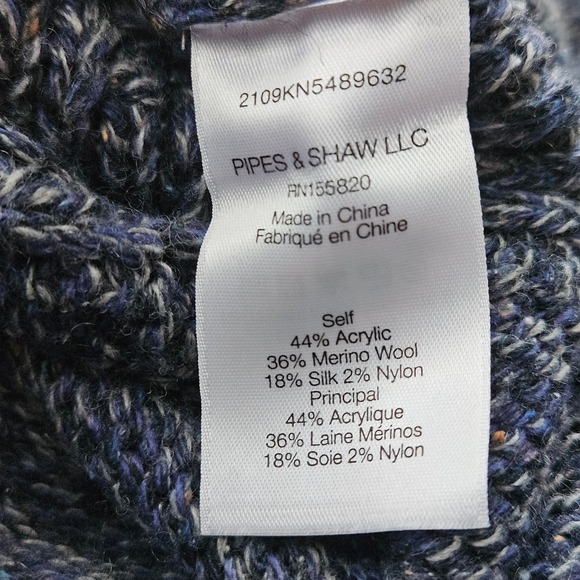 2109KN5489632
PIPES & SHAW LLC
RN155820
Made in China
Fabriqué en Chine
Self
44% Acrylic
36% Merino Wool
18% Silk 2% Nylon
Principal
44% Acrylique
36% Laine Mérinos
18% Soie 2% Nylon